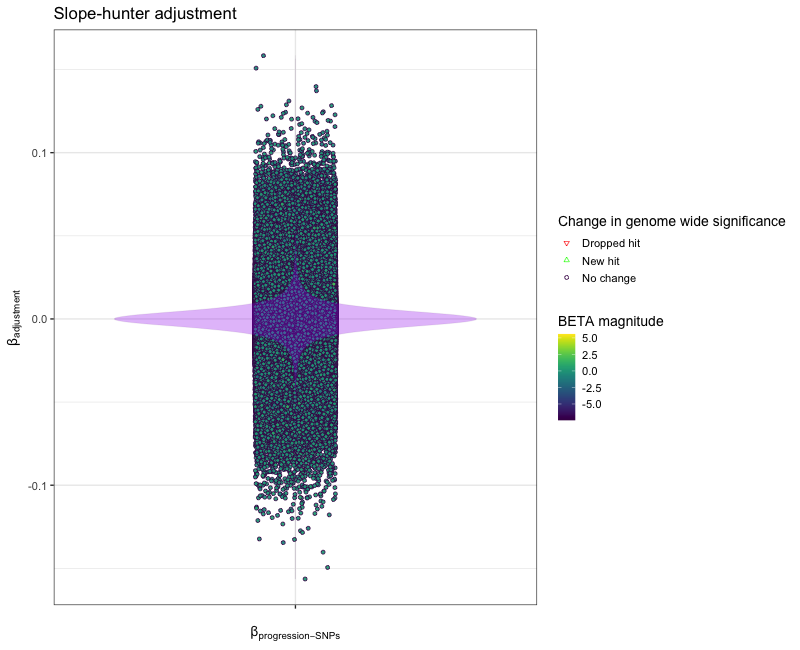 Slope-hunter adjustment
0.1
0.0
-0.1
βadjustment
βprogression−SNPs
Change in genome wide significance
Dropped hit
New hit
No change
BETA magnitude
5.0
2.5
0.0
-2.5
-5.0